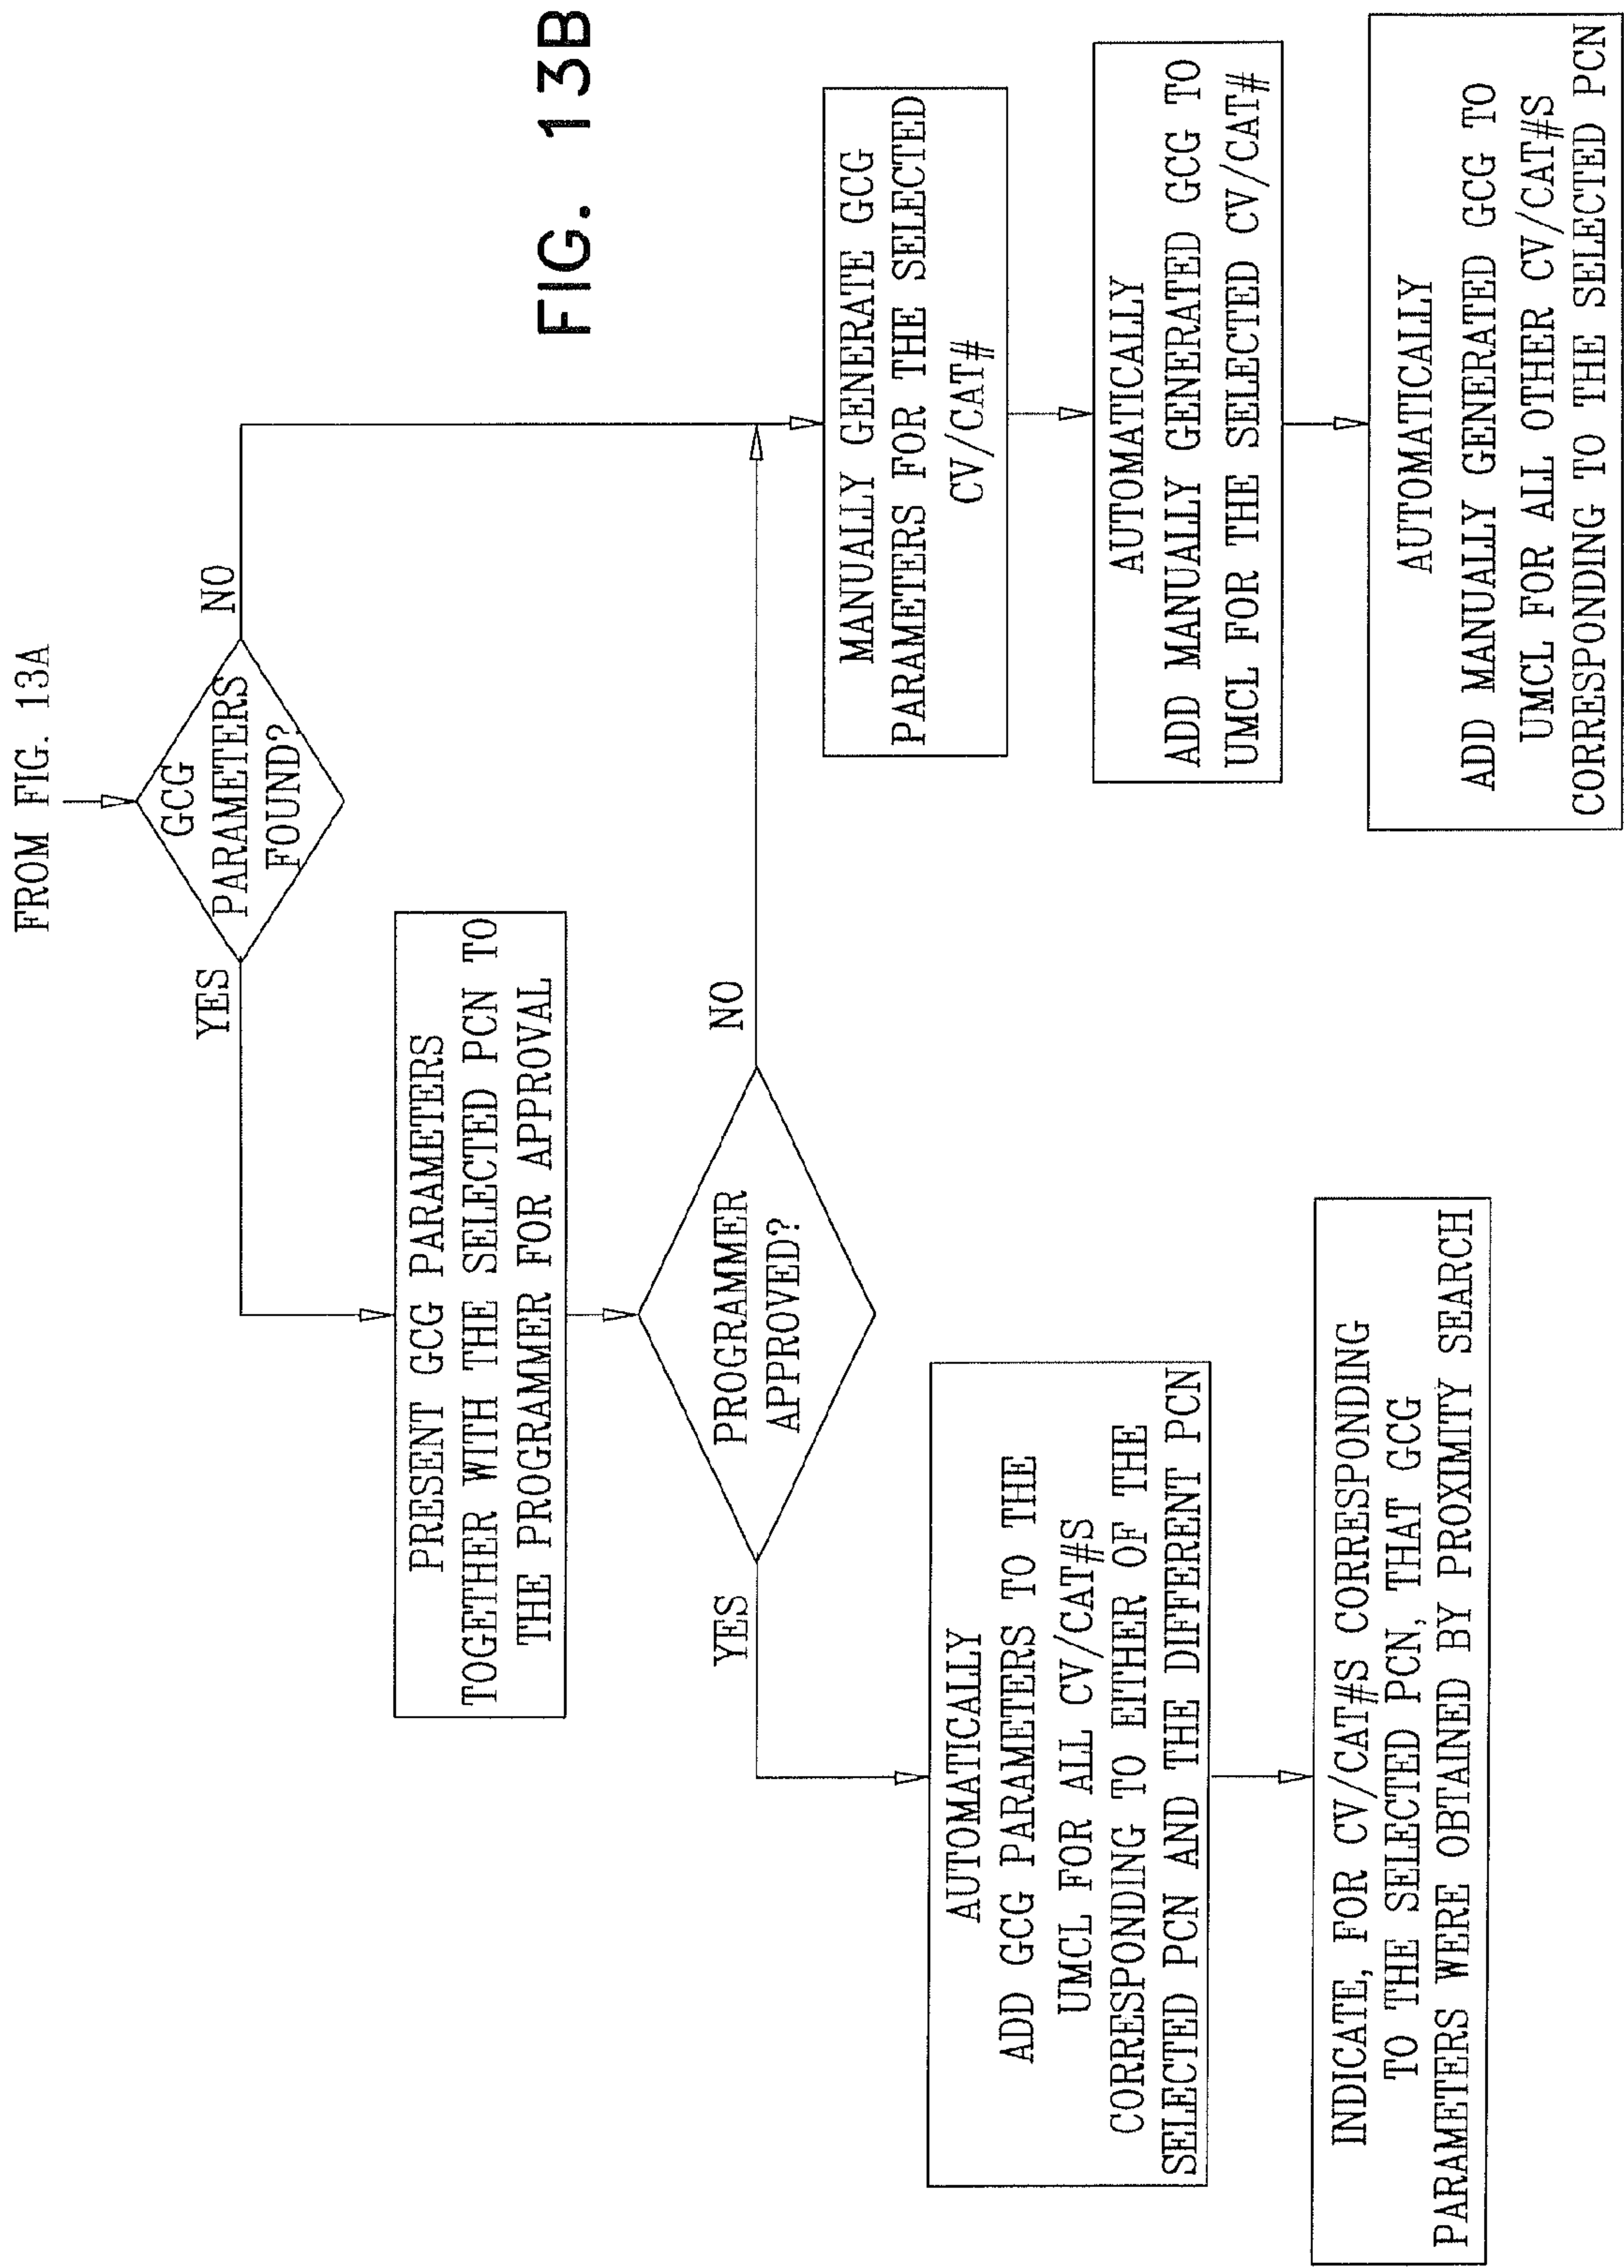 FROM FIG. 13A
GCG
PARAMETERS
FOUND?
YES
NO
PRESENT GCG PARAMETERS
TOGETHER WITH THE SELECTED PCN TO
THE PROGRAMMER FOR APPROVAL
PROGRAMMER
APPROVED?
YES
NO
AUTOMATICALLY
ADD GCG PARAMETERS TO THE
UMCL FOR ALL CV/CAT#S
CORRESPONDING TO EITHER OF THE
SELECTED PCN AND THE DIFFERENT PCN
INDICATE, FOR CV/CAT#S CORRESPONDING
TO THE SELECTED PCN, THAT GCG
PARAMETERS WERE OBTAINED BY PROXIMITY SEARCH
MANUALLY GENERATE GCG
PARAMETERS FOR THE SELECTED
CV/CAT#
AUTOMATICALLY
ADD MANUALLY GENERATED GCG TO
UMCL FOR THE SELECTED CV/CAT#
AUTOMATICALLY
ADD MANUALLY GENERATED GCG TO
UMCL FOR ALL OTHER CV/CAT#S
CORRESPONDING TO THE SELECTED PCN
FIG. 13B